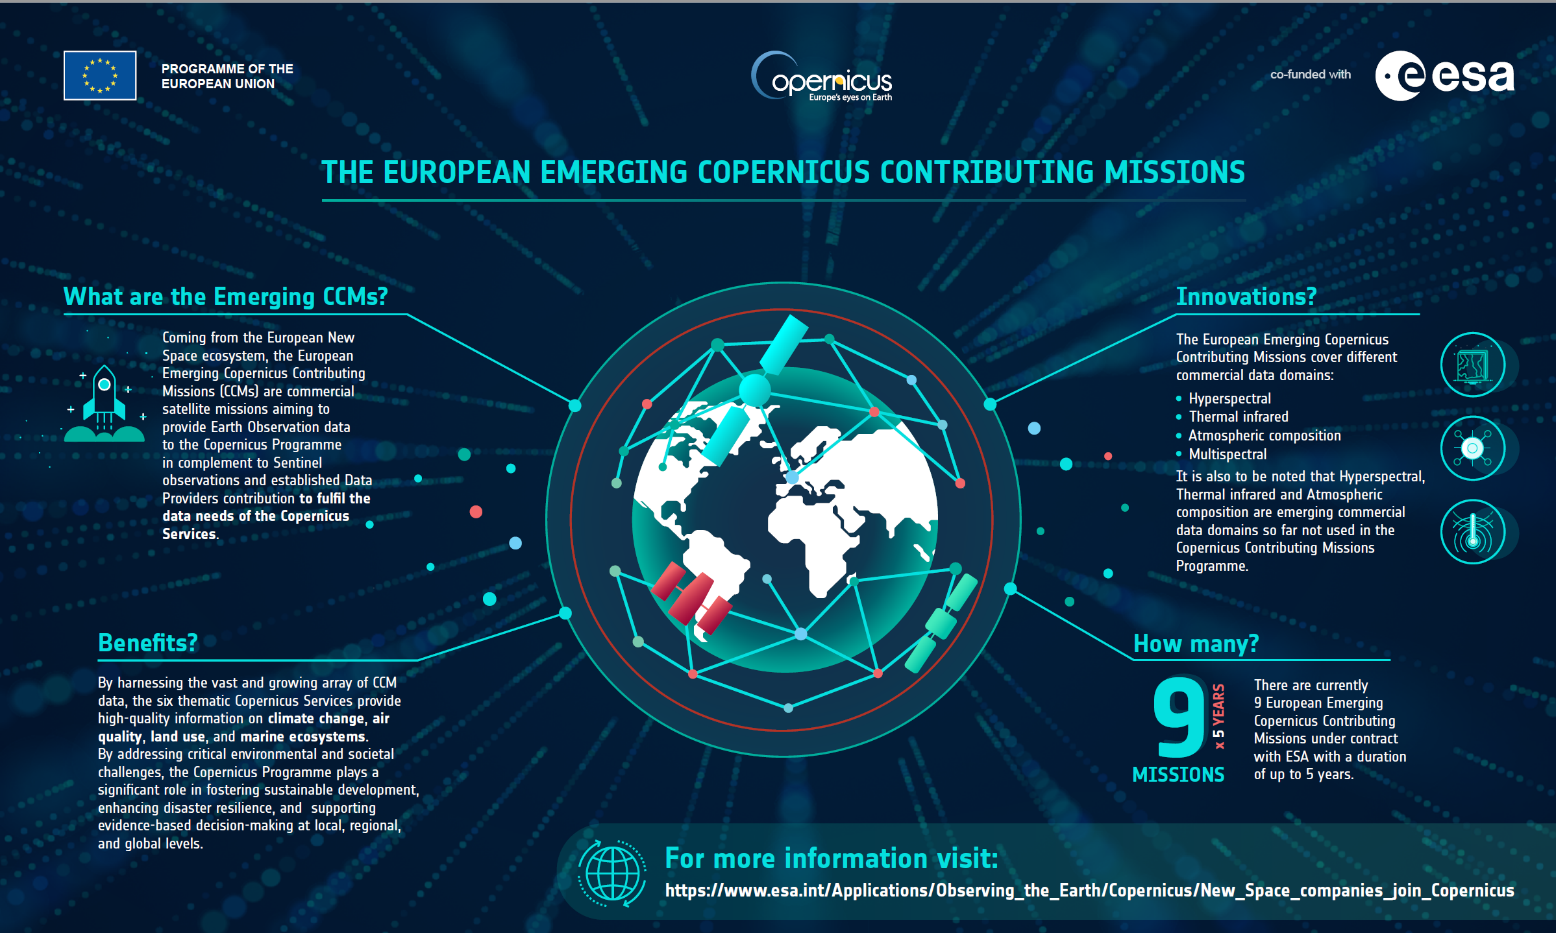 PROGRAMME OF THE
EUROPEAN UNION
opernicus
Europe's eyes on Earth
co-funded with
esa
THE EUROPEAN EMERGING COPERNICUS CONTRIBUTING MISSIONS
What are the Emerging CCMs?
Coming from the European New
Space ecosystem, the European
Emerging Copernicus Contributing
Missions (CCMs) are commercial
satellite missions aiming to
provide Earth Observation data
to the Copernicus Programme
in complement to Sentinel
observations and established Data
Providers contribution to fulfil the
data needs of the Copernicus
Services.
Innovations?
The European Emerging Copernicus
Contributing Missions cover different
commercial data domains:
• Hyperspectral
• Thermal infrared
• Atmospheric composition
• Multispectral
It is also to be noted that Hyperspectral,
Thermal infrared and Atmospheric
composition are emerging commercial
data domains so far not used in the
Copernicus Contributing Missions
Programme.
Benefits?
By harnessing the vast and growing array of CCM
data, the six thematic Copernicus Services provide
high-quality information on climate change, air
quality, land use, and marine ecosystems.
By addressing critical environmental and societal
challenges, the Copernicus Programme plays a
significant role in fostering sustainable development,
enhancing disaster resilience, and supporting
evidence-based decision-making at local, regional,
and global levels.
How many?
9
x 5 YEARS
MISSIONS
There are currently
9 European Emerging
Copernicus Contributing
Missions under contract
with ESA with a duration
of up to 5 years.
For more information visit:
https://www.esa.int/Applications/Observing_the_Earth/Copernicus/New_Space_companies_join_Copernicus